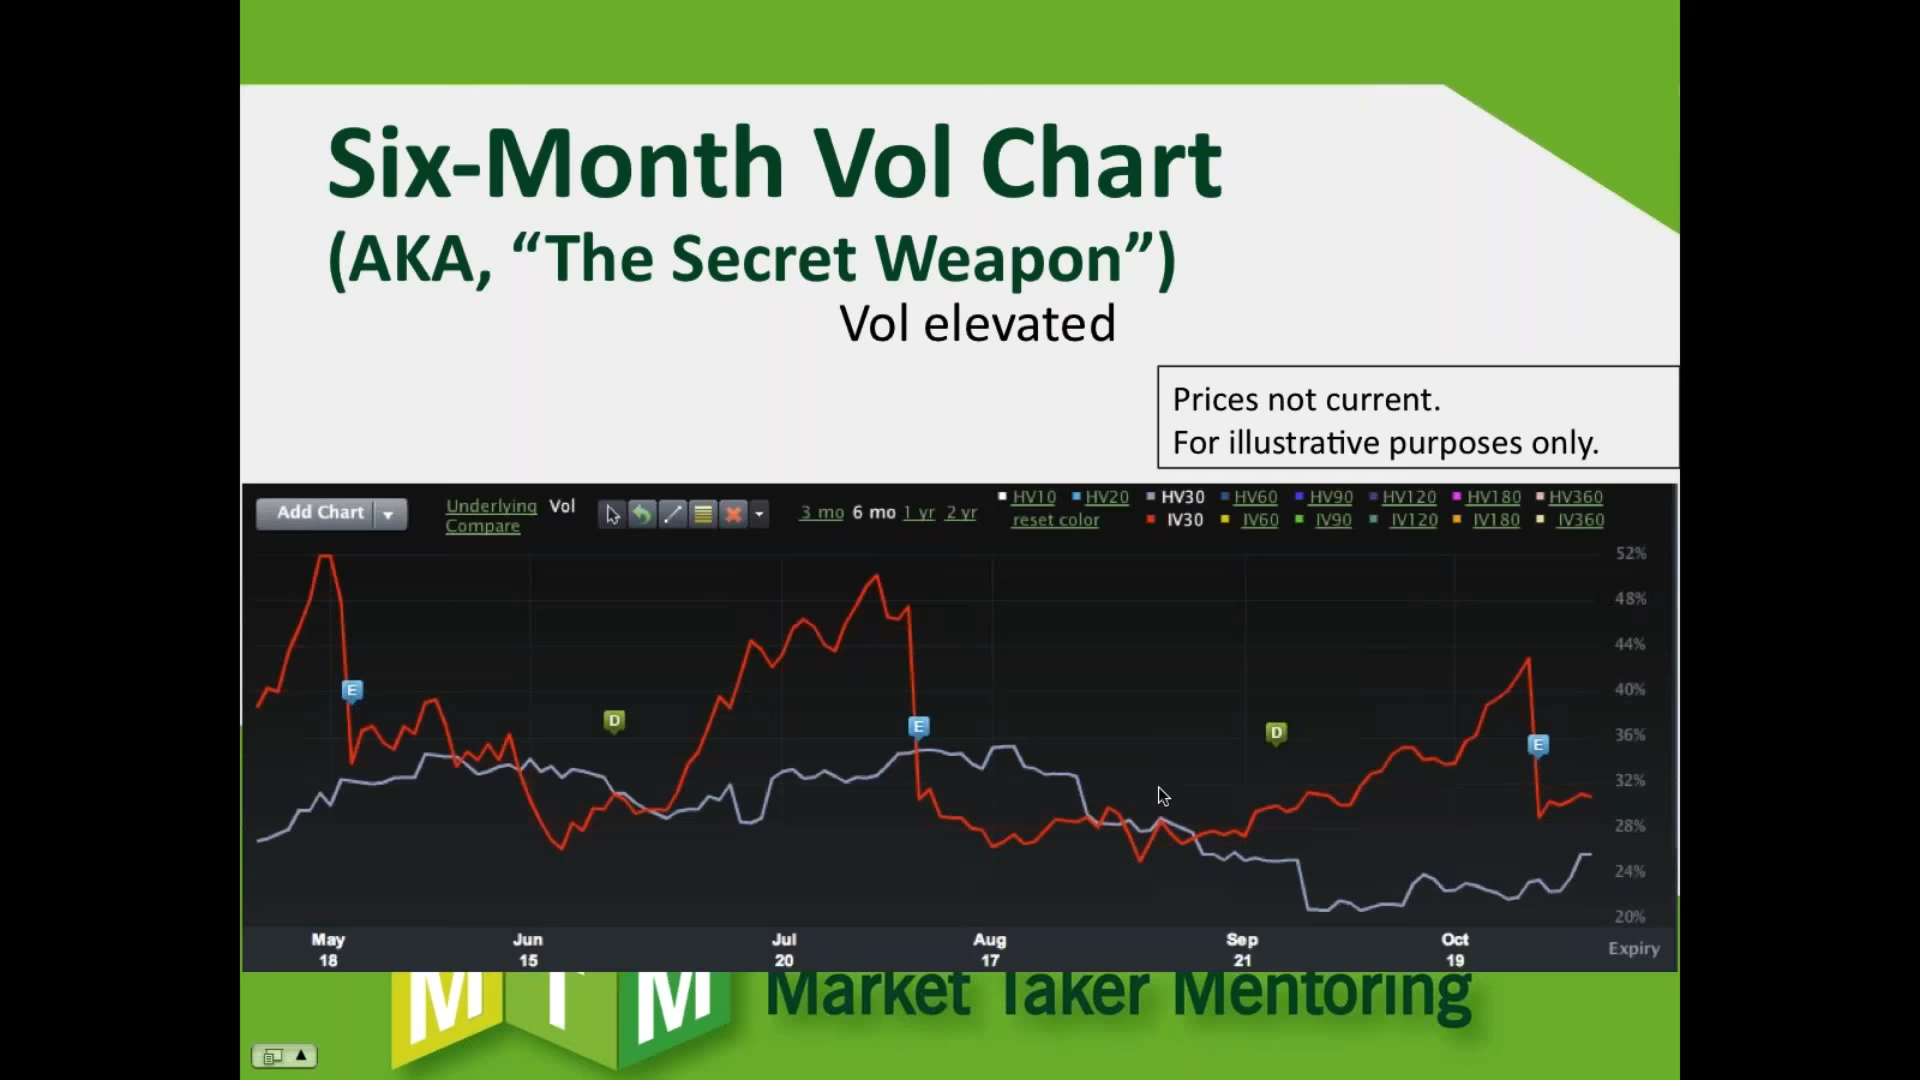 Six-Month Vol Chart
(AKA, “The Secret Weapon”)
Vol elevated
Prices not current.
For illustrative purposes only.
Add Chart
Underlying Vol
Compare
3 mo 6 mo 1 yr 2 yr
HV10 HV20 HV30 HV60 HV90 HV120 HV180 HV360
reset color IV30 IV60 IV90 IV120 IV180 IV360
52%
48%
44%
40%
36%
32%
28%
24%
20%
E
D
E
D
E
May Jun Jul Aug Sep Oct
18 15 20 17 21 19
Expiry
MTM Market Taker Mentoring